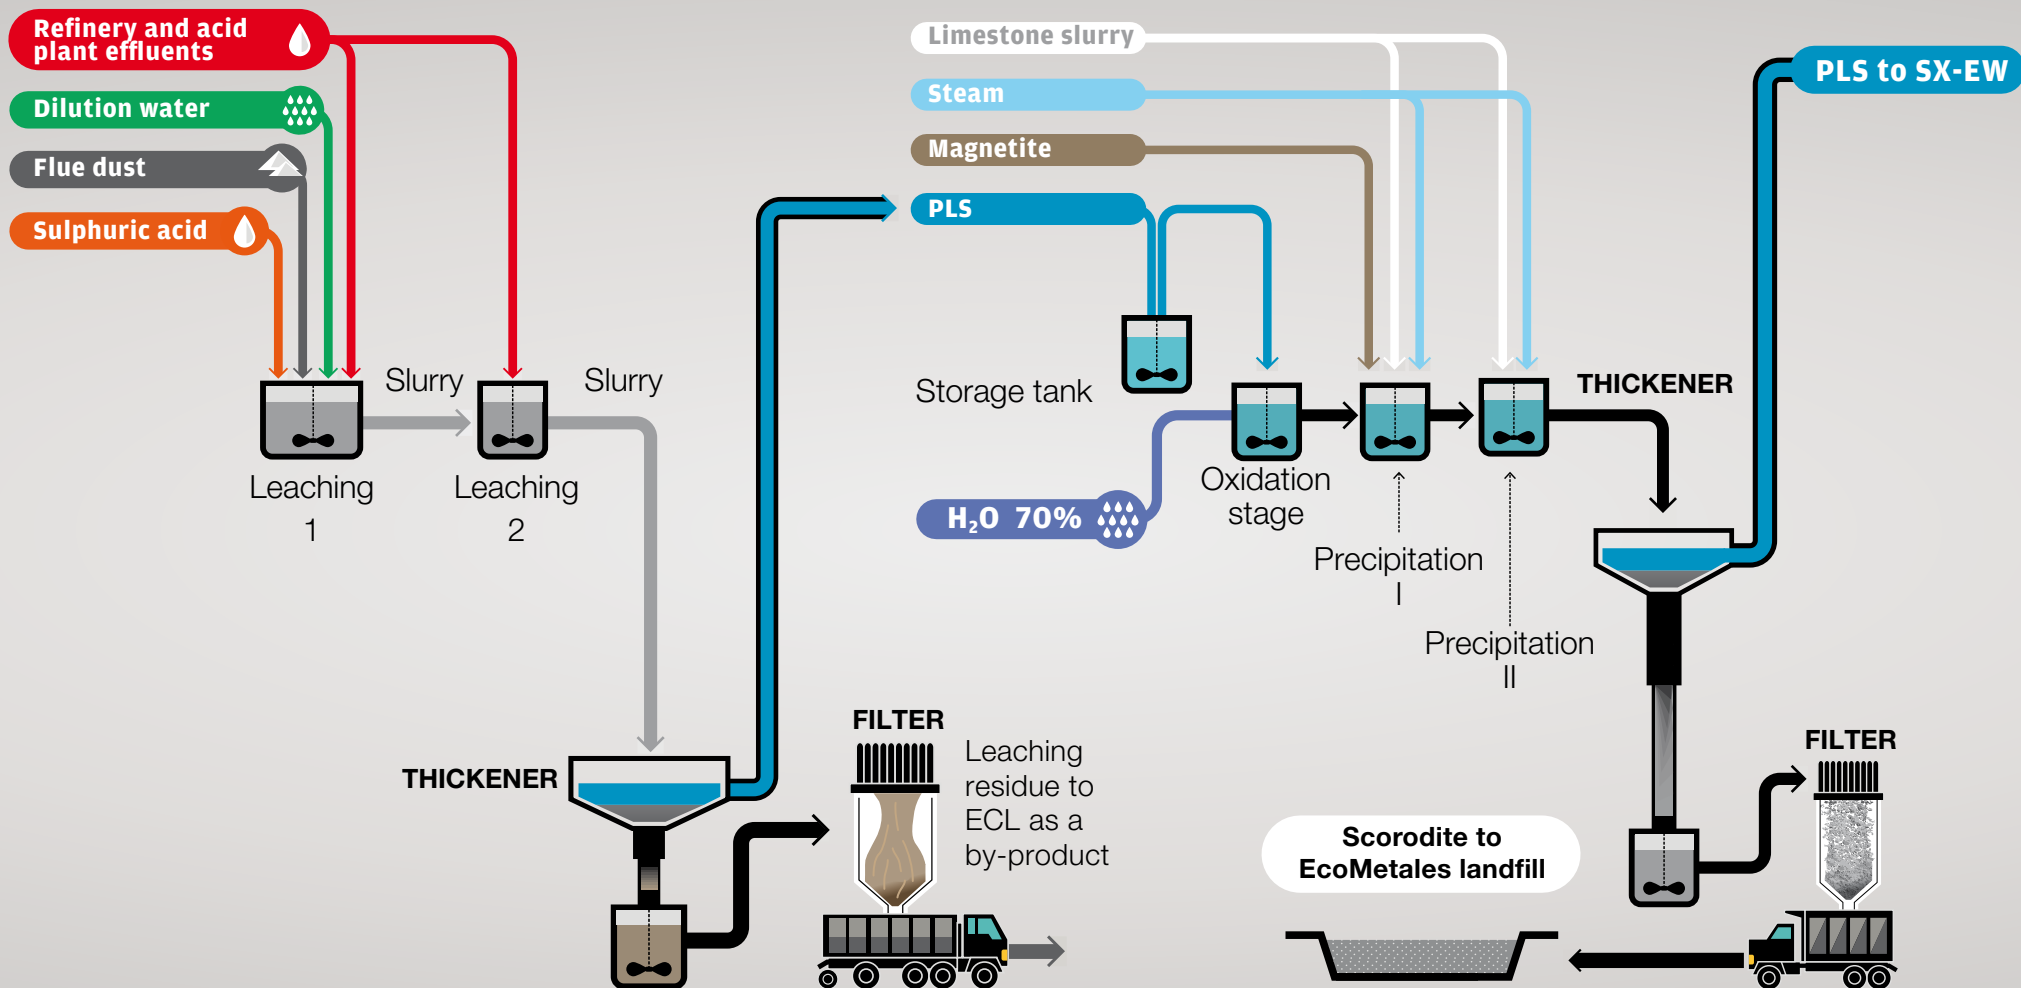 Refinery and acid
plant effluents
Dilution water
Flue dust
Sulphuric acid
Slurry
Slurry
Leaching
1
Leaching
2
THICKENER
FILTER
Leaching
residue to
ECL as a
by-product
Limestone slurry
Steam
Magnetite
PLS
Storage tank
H₂O 70%
Oxidation
stage
Precipitation
I
Precipitation
II
THICKENER
PLS to SX-EW
FILTER
Scorodite to
EcoMetales landfill